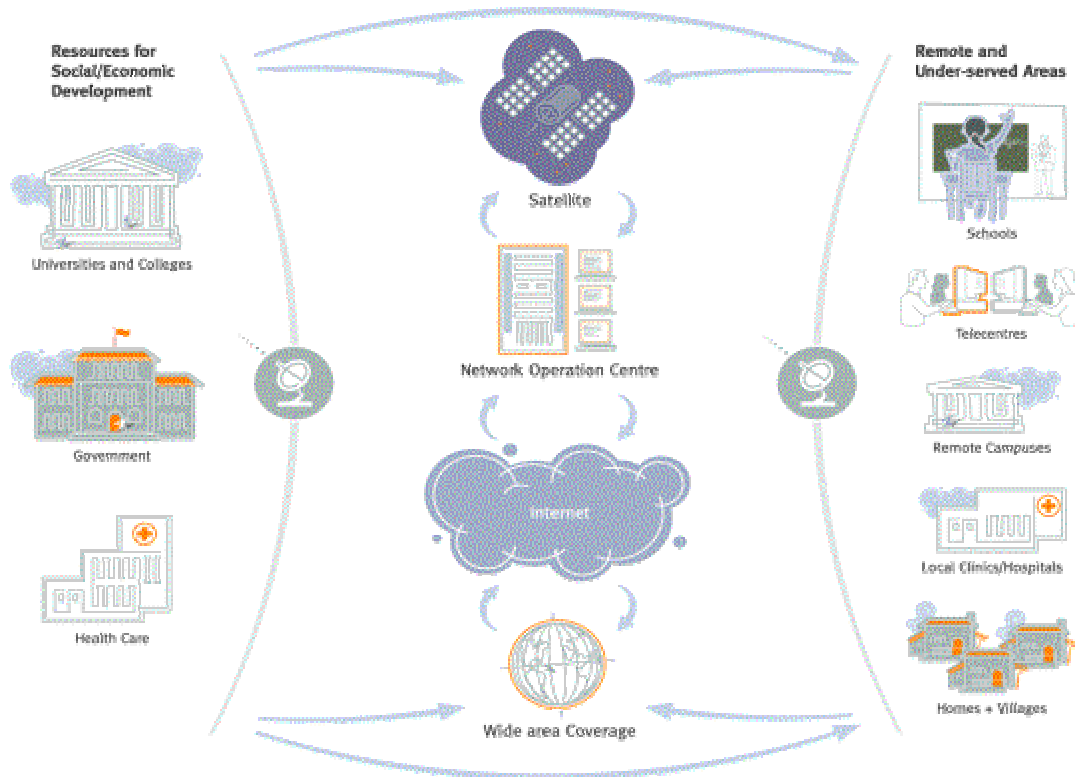 Resources for
Social/Economic
Development
Universities and Colleges
Government
Health Care
Satellite
Network Operation Centre
Internet
Wide area Coverage
Remote and
Under-served Areas
Schools
Telecentres
Remote Campuses
Local Clinics/Hospitals
Homes + Villages